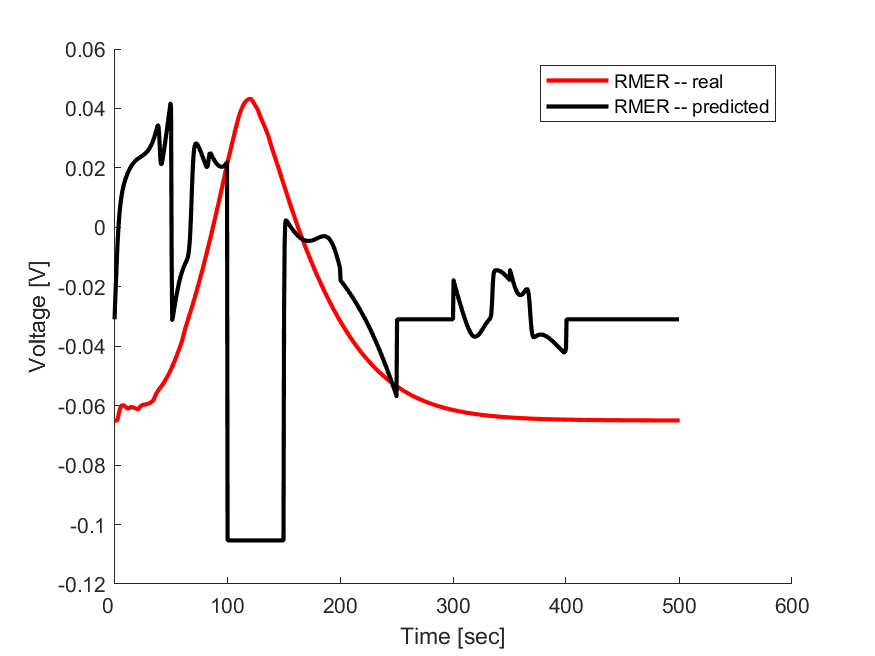 0.06
0.04
0.02
0
-0.02
-0.04
-0.06
-0.08
-0.1
-0.12
Voltage [V]
RMER -- real
RMER -- predicted
0 100 200 300 400 500 600
Time [sec]